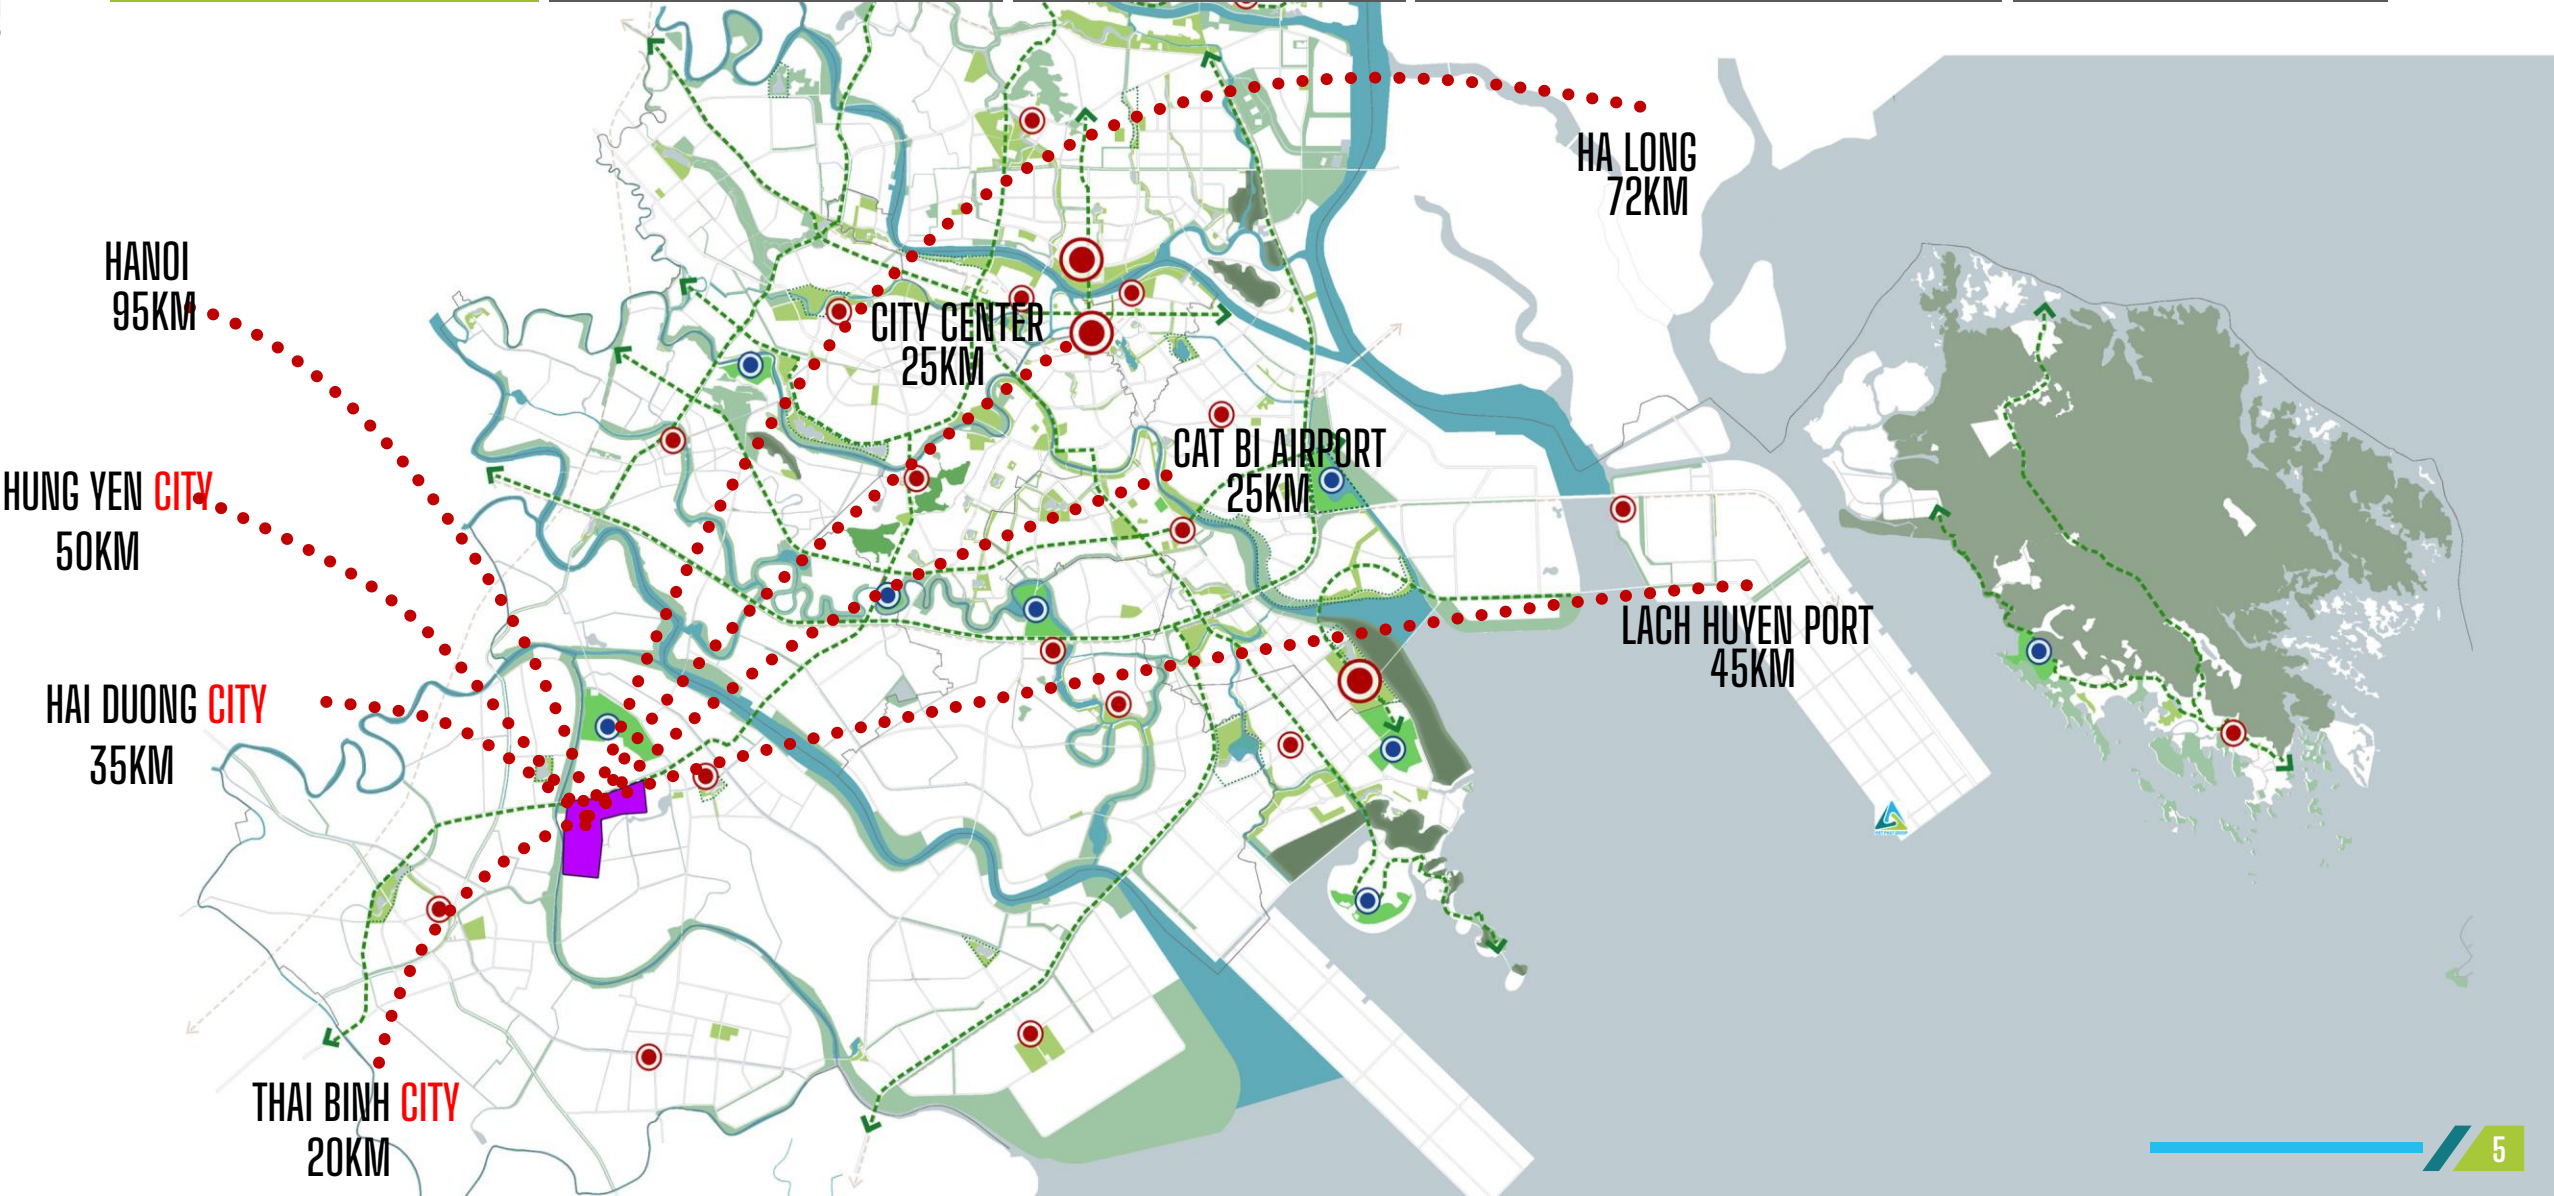 HA LONG
72KM
HANOI
95KM
CITY CENTER
25KM
CAT BI AIRPORT
25KM
HUNG YEN CITY
50KM
LACH HUYEN PORT
45KM
HAI DUONG CITY
35KM
THAI BINH CITY
20KM
5